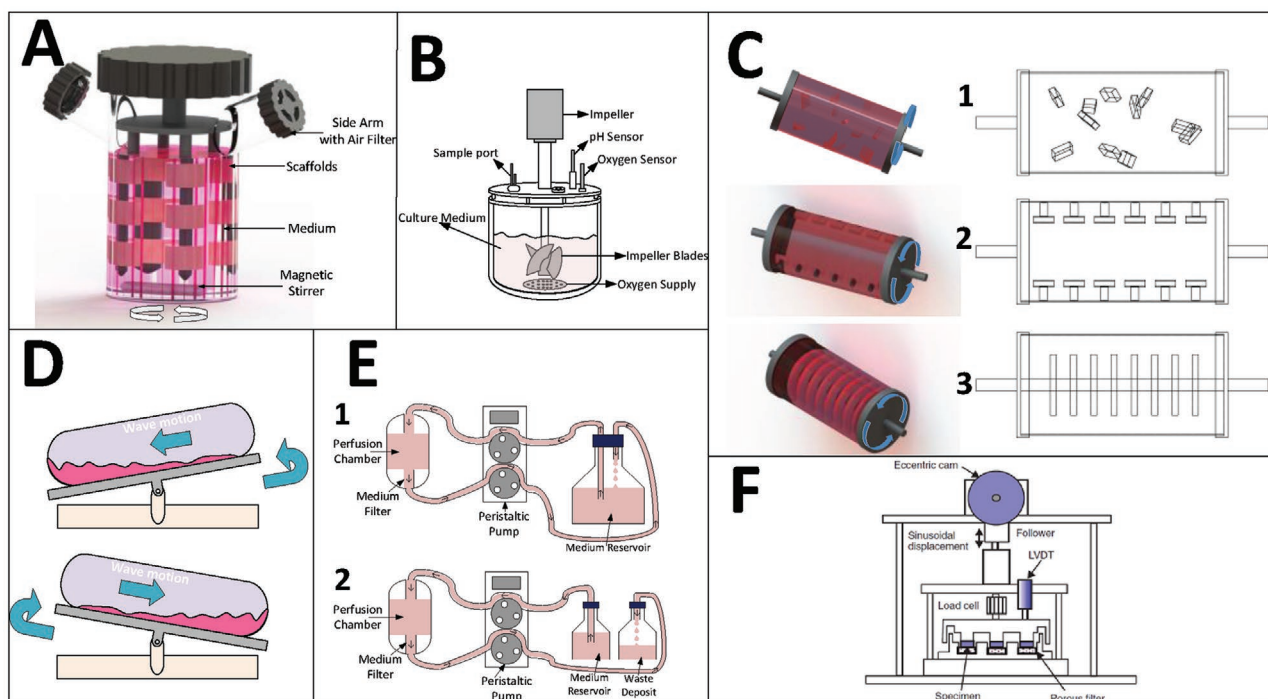 A
Side Arm
with Air Filter
Scaffolds
Medium
Magnetic
Stirrer
B
Impeller
pH Sensor
Sample port
Oxygen Sensor
Culture Medium
Impeller Blades
Oxygen Supply
C
1
2
3
D
Wave motion
Wave motion
E
1
Perfusion
Chamber
Medium
Filter
Peristaltic
Pump
Medium Reservoir
2
Perfusion
Chamber
Medium
Filter
Peristaltic
Pump
Medium
Reservoir
Waste
Deposit
F
Eccentric cam
Sinusoidal
displacement
Follower
LVDT
Load cell
Specimen
Porous filter